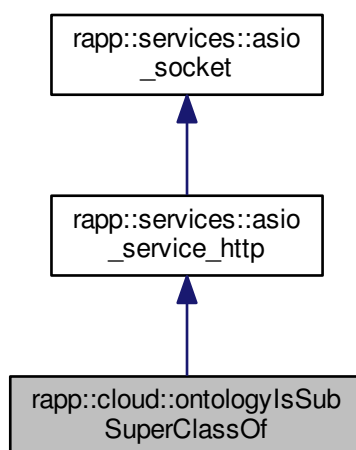 rapp::services::asio
_socket
rapp::services::asio
_service_http
rapp::cloud::ontologyIsSub
SuperClassOf